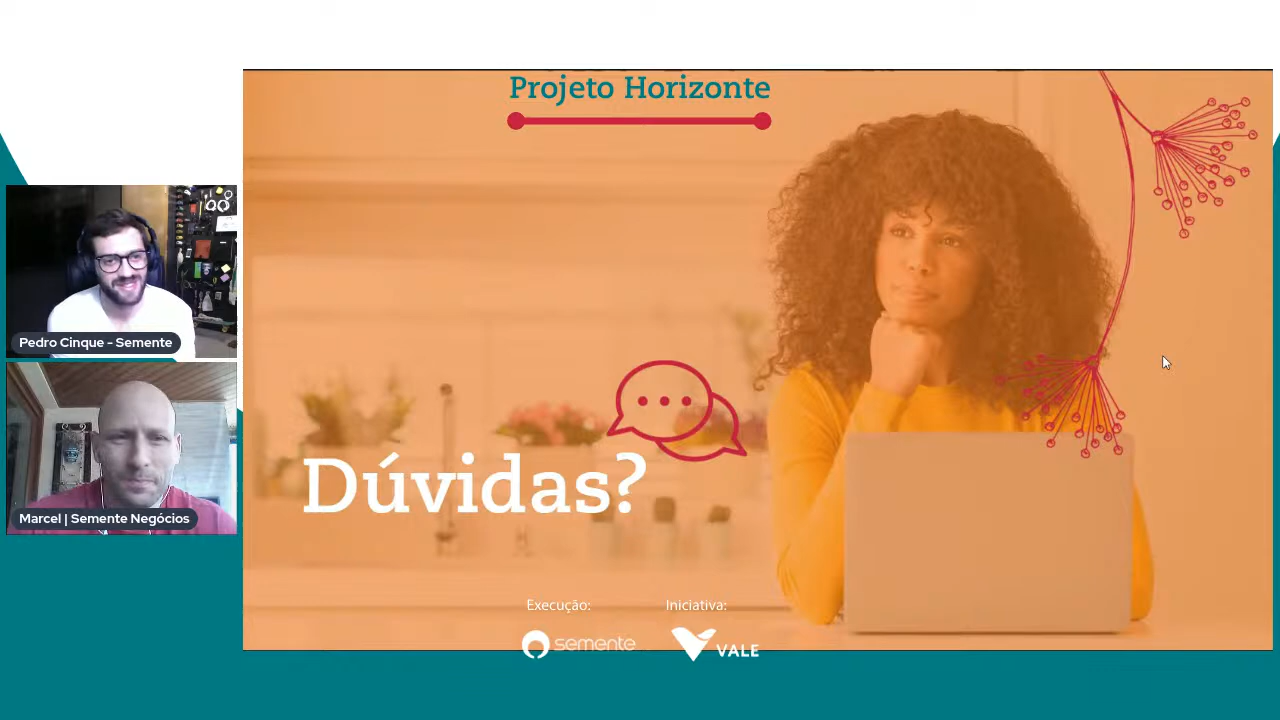 Projeto Horizonte
Pedro Cinque - Semente
Marcel | Semente Negócios
Dúvidas?
Execução:
Iniciativa:
semente
VALE